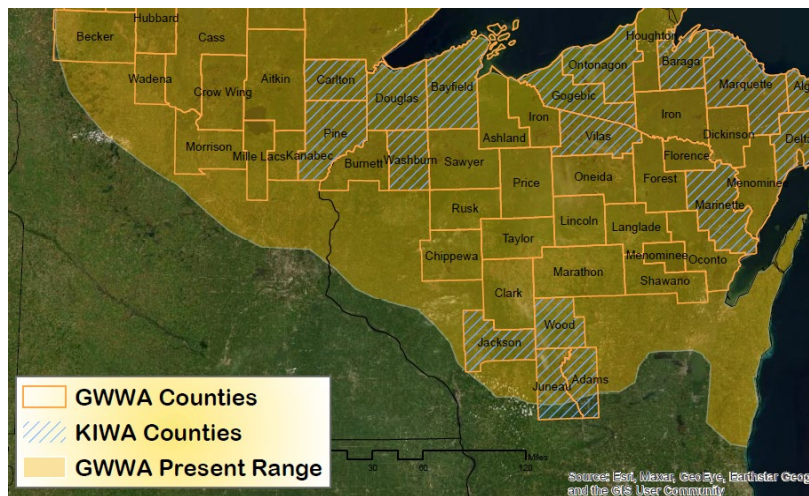 Hubbard
Houghton
Becker
Cass
Ontonagon
Baraga
Wadena
Aitkin
Carlton
Douglas
Bayfield
Gogebic
Marquette
Alg
Crow Wing
Iron
Iron
Pine
Vilas
Dickinson
Delta
Morrison
Mille Lacs
Kanabec
Burnett
Washburn
Ashland
Sawyer
Florence
Price
Oneida
Forest
Menominee
Marinette
Rusk
Lincoln
Langlade
Taylor
Chippewa
Menominee
Oconto
Marathon
Shawano
Clark
Wood
Jackson
Juneau
Adams
GWWA Counties
KIWA Counties
GWWA Present Range
Miles
30 60 120
Source: Esri, Maxar, GeoEye, Earthstar Geog
and the GIS User Community